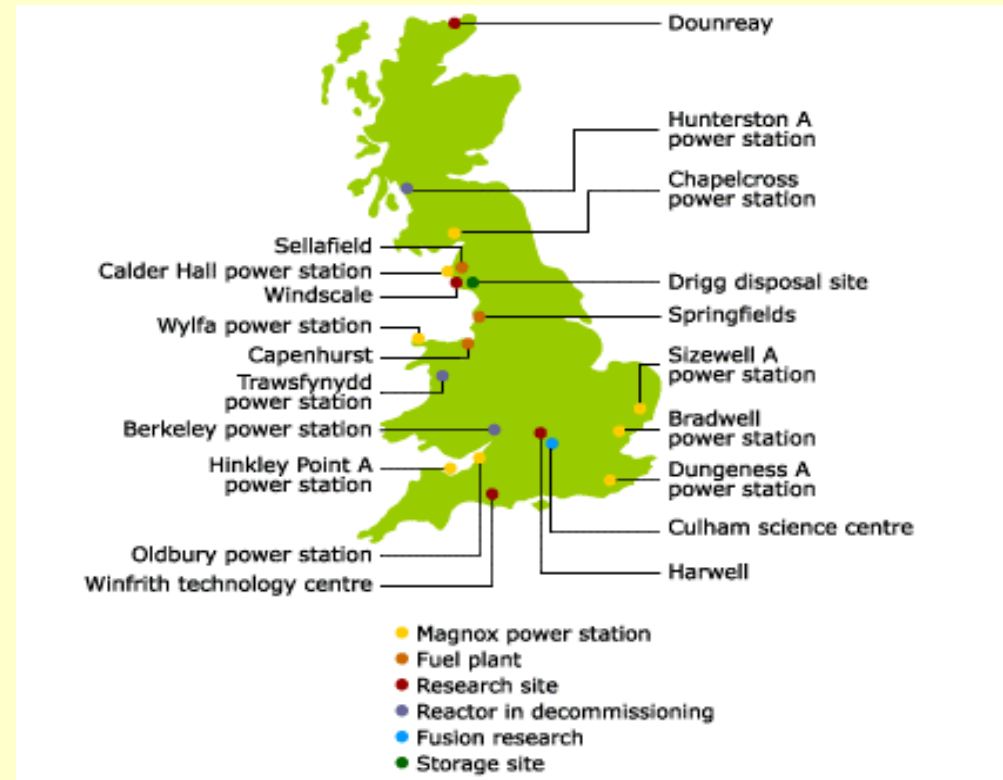 Dounreay
Hunterston A
power station
Chapelcross
power station
Sellafield
Calder Hall power station
Windscale
Drigg disposal site
Springfields
Wylfa power station
Capenhurst
Trawsfynydd
power station
Sizewell A
power station
Berkeley power station
Bradwell
power station
Hinkley Point A
power station
Dungeness A
power station
Culham science centre
Oldbury power station
Harwell
Winfrith technology centre
Magnox power station
Fuel plant
Research site
Reactor in decommissioning
Fusion research
Storage site